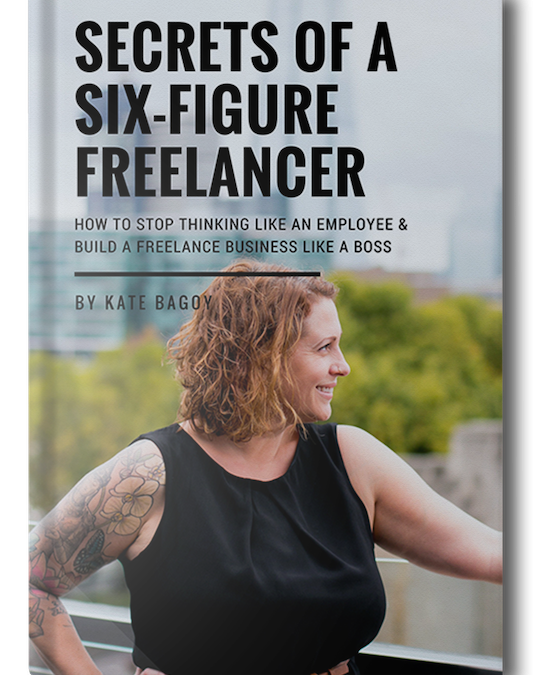 SECRETS OF A
SIX-FIGURE
FREELANCER
HOW TO STOP THINKING LIKE AN EMPLOYEE &
BUILD A FREELANCE BUSINESS LIKE A BOSS
BY KATE BAGOY